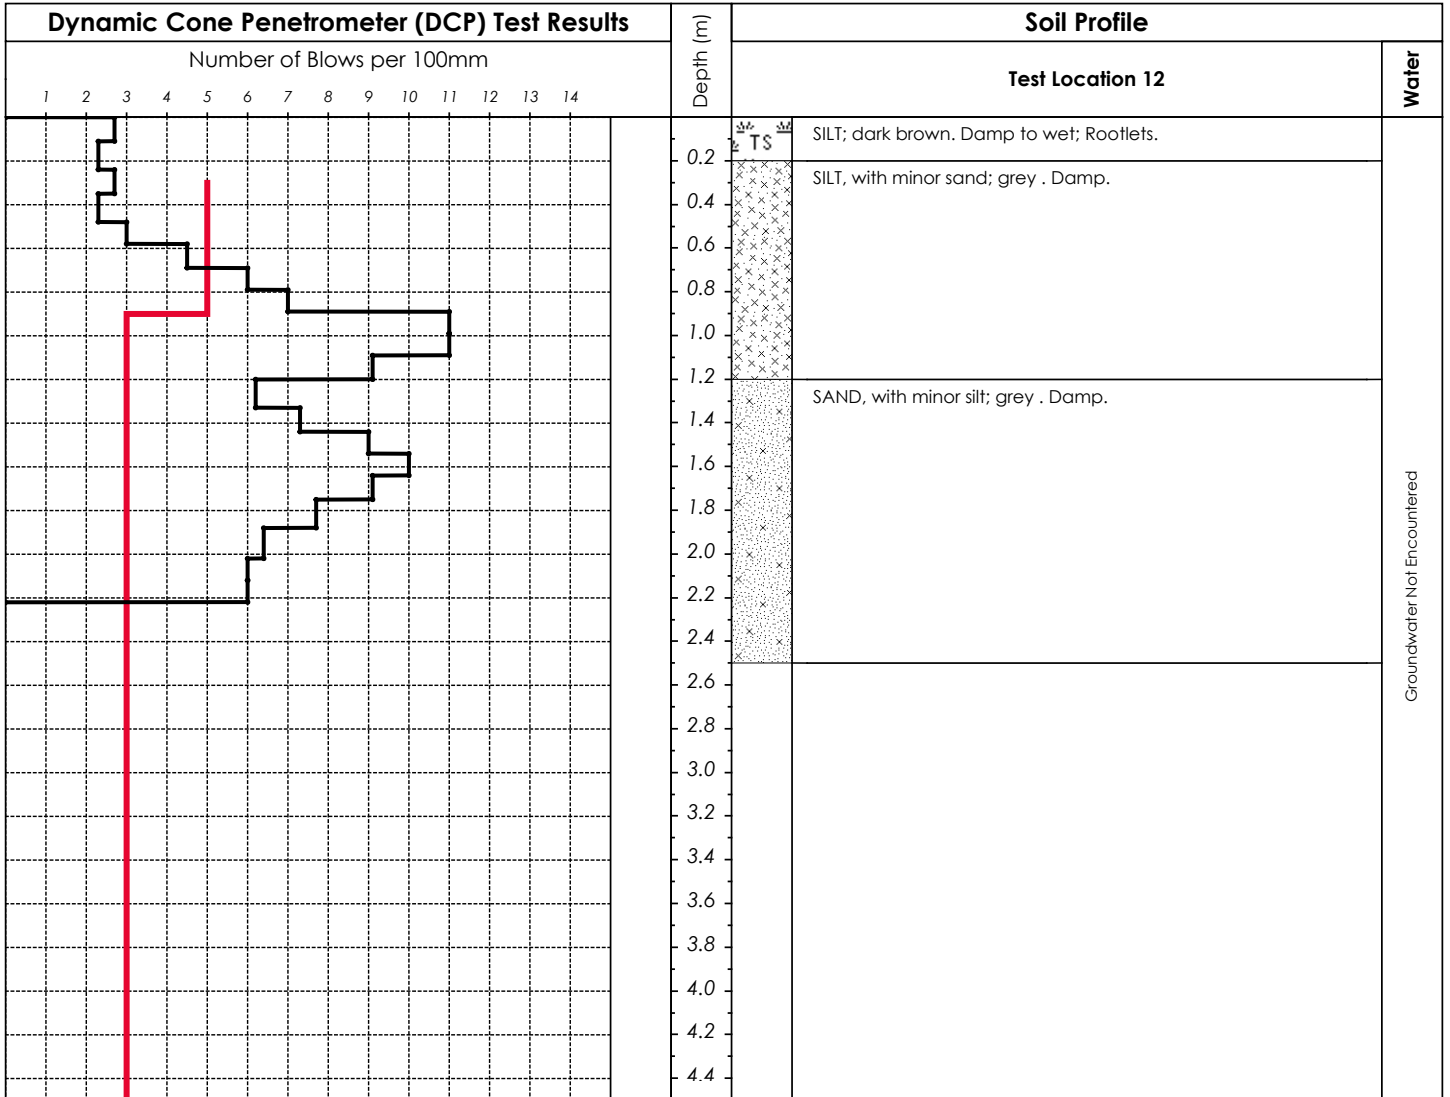 Dynamic Cone Penetrometer (DCP) Test Results
Number of Blows per 100mm
1 2 3 4 5 6 7 8 9 10 11 12 13 14
Depth (m)
Soil Profile
Test Location 12
Water
0.2
0.4
0.6
0.8
1.0
1.2
1.4
1.6
1.8
2.0
2.2
2.4
2.6
2.8
3.0
3.2
3.4
3.6
3.8
4.0
4.2
4.4
TS
SILT; dark brown. Damp to wet; Rootlets.
SILT, with minor sand; grey . Damp.
SAND, with minor silt; grey . Damp.
Groundwater Not Encountered